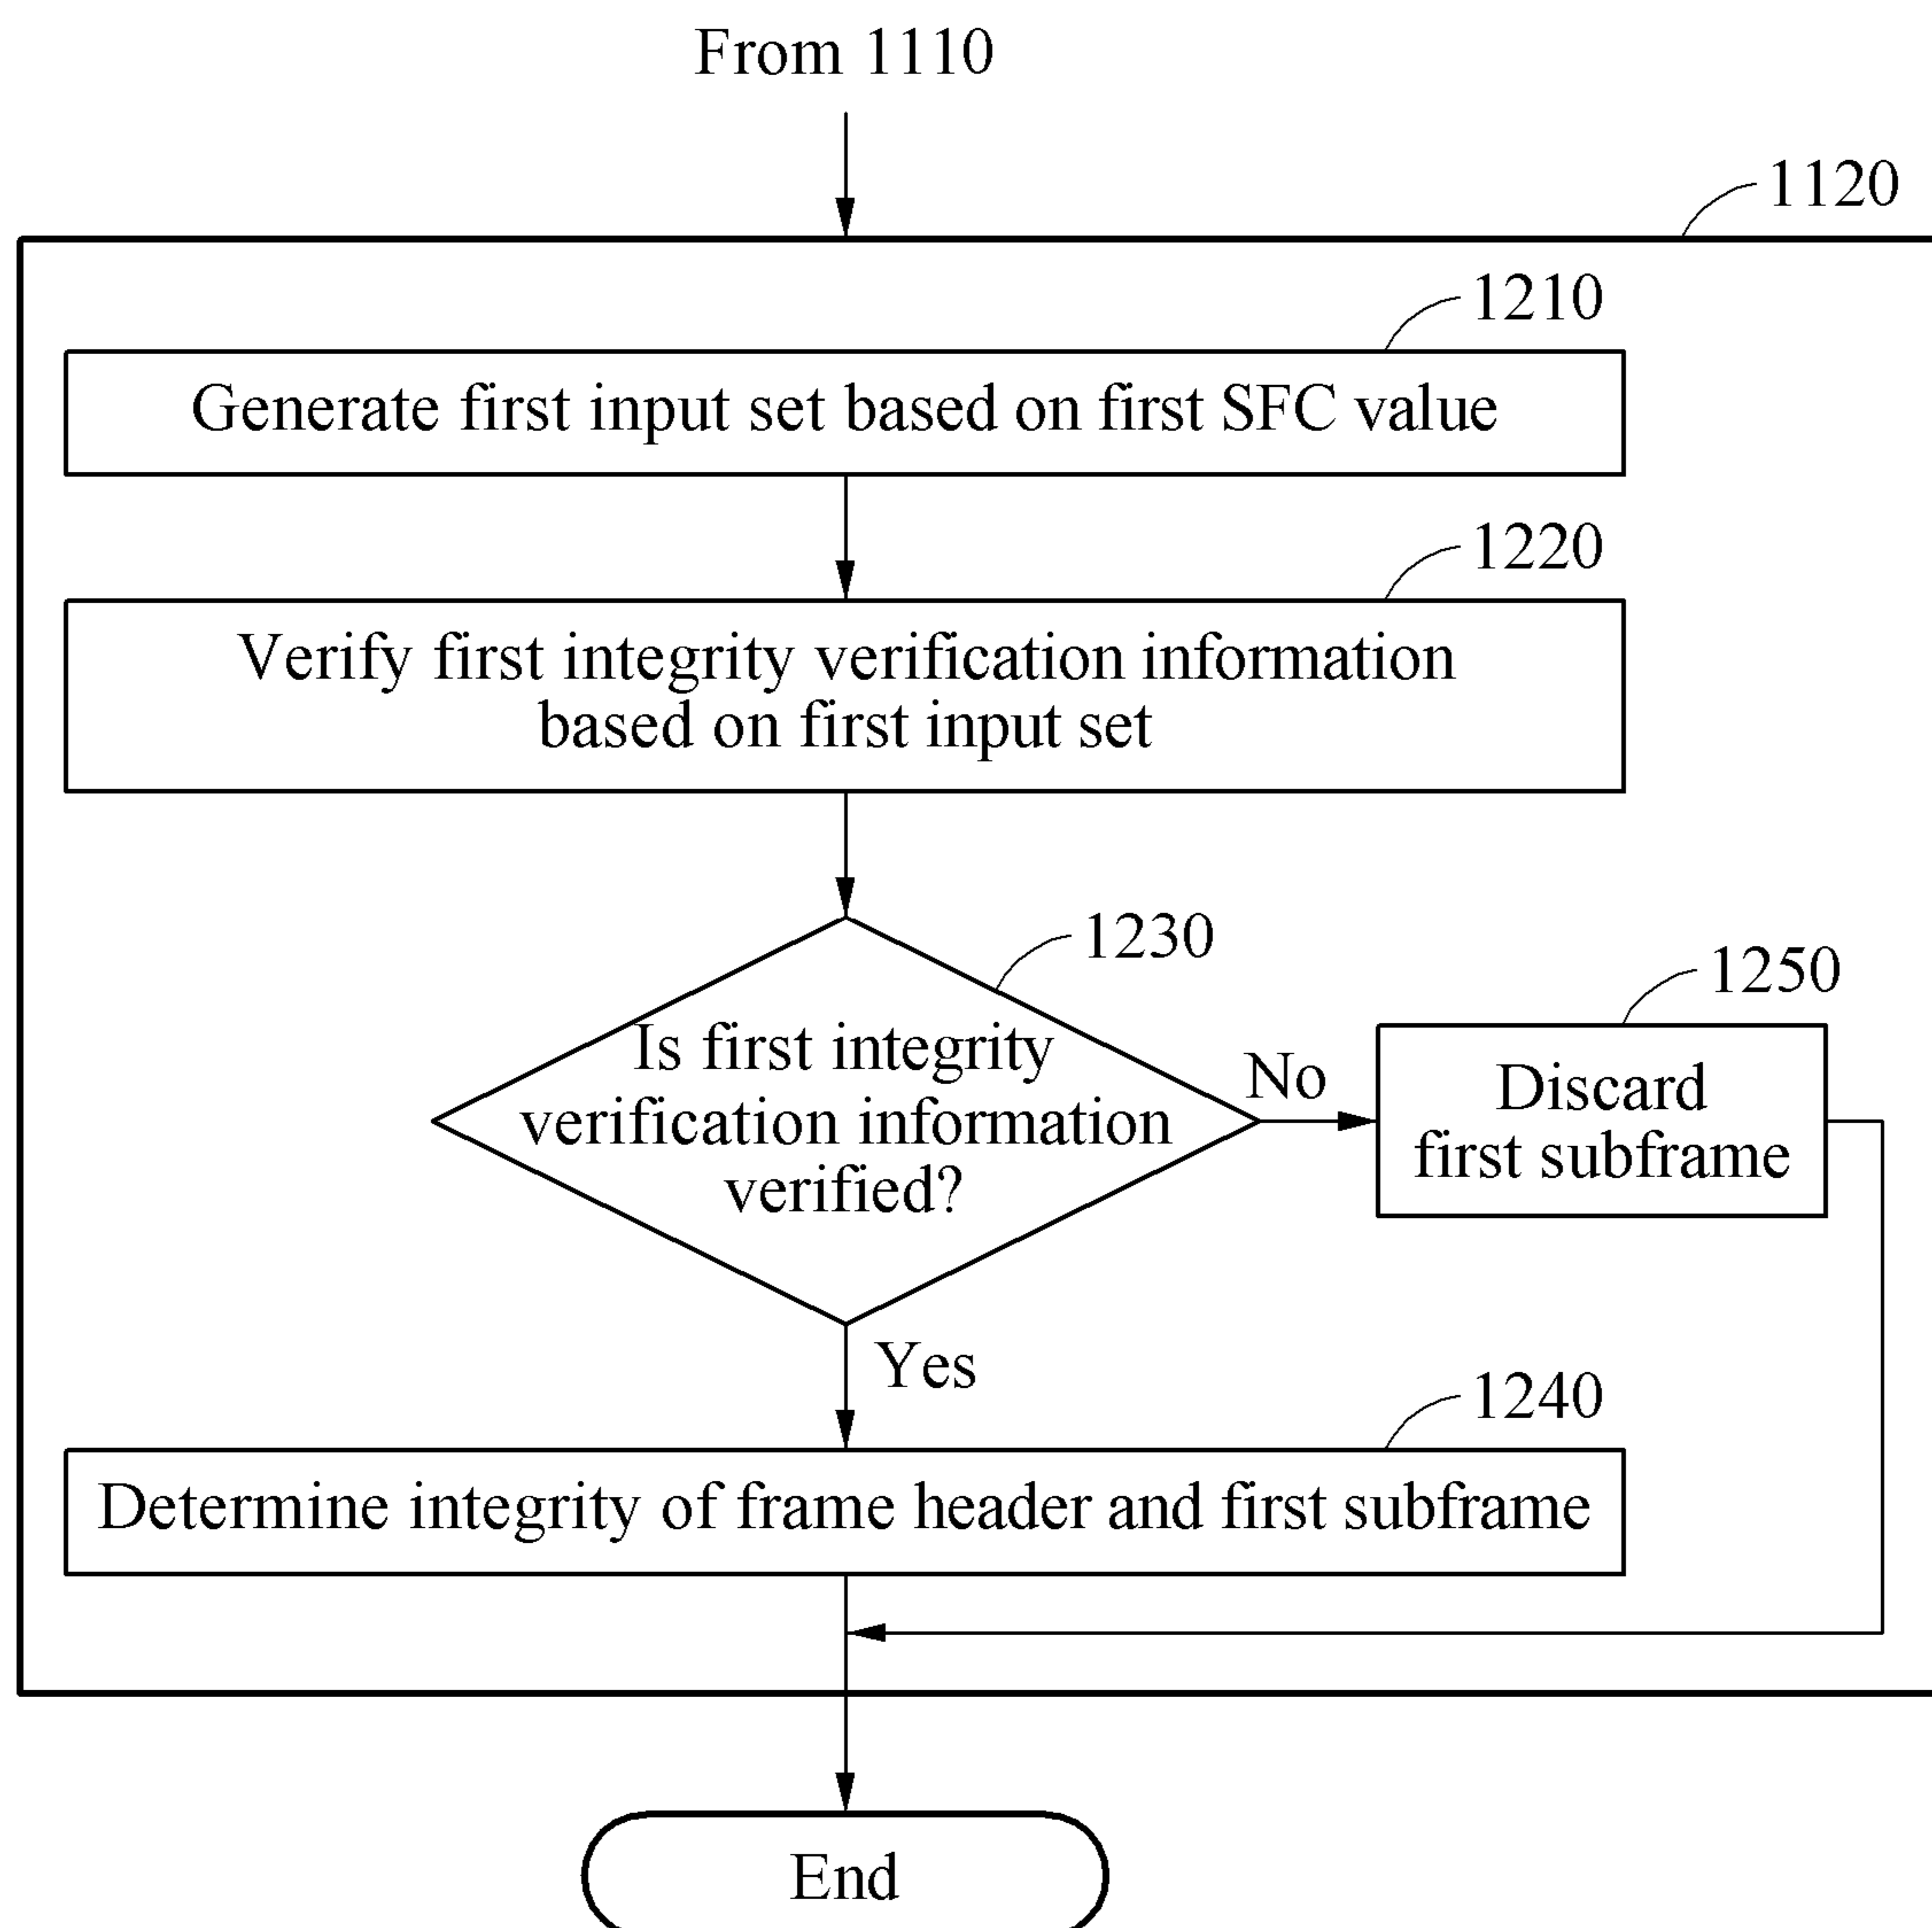 From 1110
1120
1210
Generate first input set based on first SFC value
1220
Verify first integrity verification information
based on first input set
1230
Is first integrity
verification information
verified?
No
1250
Discard
first subframe
Yes
1240
Determine integrity of frame header and first subframe
End